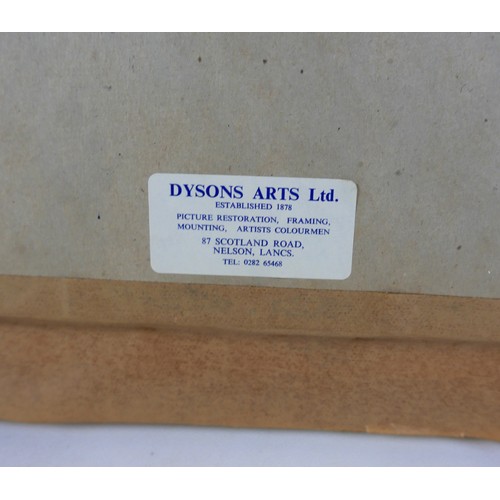 DYSONS ARTS Ltd.
ESTABLISHED 1878
PICTURE RESTORATION, FRAMING,
MOUNTING, ARTISTS COLOURMEN
87 SCOTLAND ROAD,
NELSON, LANCS.
TEL: 0282 65468